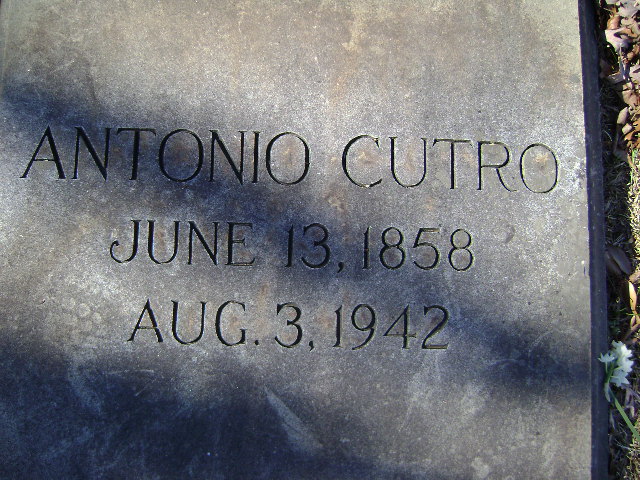 ANTONIO CUTRO
JUNE 13, 1858
AUG. 3, 1942